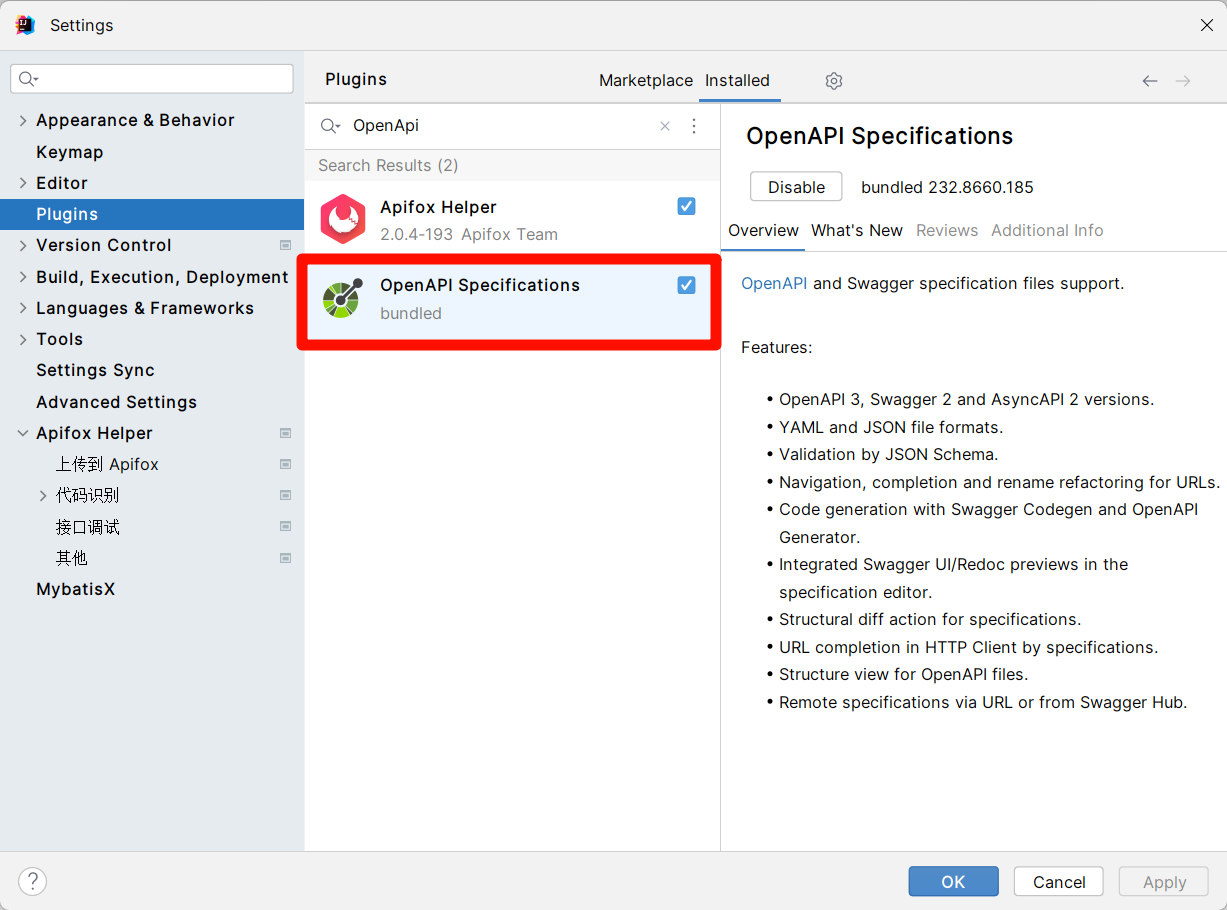 Settings
Plugins
Marketplace Installed
Appearance & Behavior
Keymap
Editor
Plugins
Version Control
Build, Execution, Deployment
Languages & Frameworks
Tools
Settings Sync
Advanced Settings
Apifox Helper
上传到 Apifox
代码识别
接口调试
其他
MybatisX
OpenApi
Search Results (2)
Apifox Helper
2.0.4-193 Apifox Team
OpenAPI Specifications
bundled
OpenAPI Specifications
Disable bundled 232.8660.185
Overview What's New Reviews Additional Info
OpenAPI and Swagger specification files support.
Features:
• OpenAPI 3, Swagger 2 and AsyncAPI 2 versions.
• YAML and JSON file formats.
• Validation by JSON Schema.
• Navigation, completion and rename refactoring for URLs.
• Code generation with Swagger Codegen and OpenAPI
Generator.
• Integrated Swagger UI/Redoc previews in the
specification editor.
• Structural diff action for specifications.
• URL completion in HTTP Client by specifications.
• Structure view for OpenAPI files.
• Remote specifications via URL or from Swagger Hub.
?
OK Cancel Apply